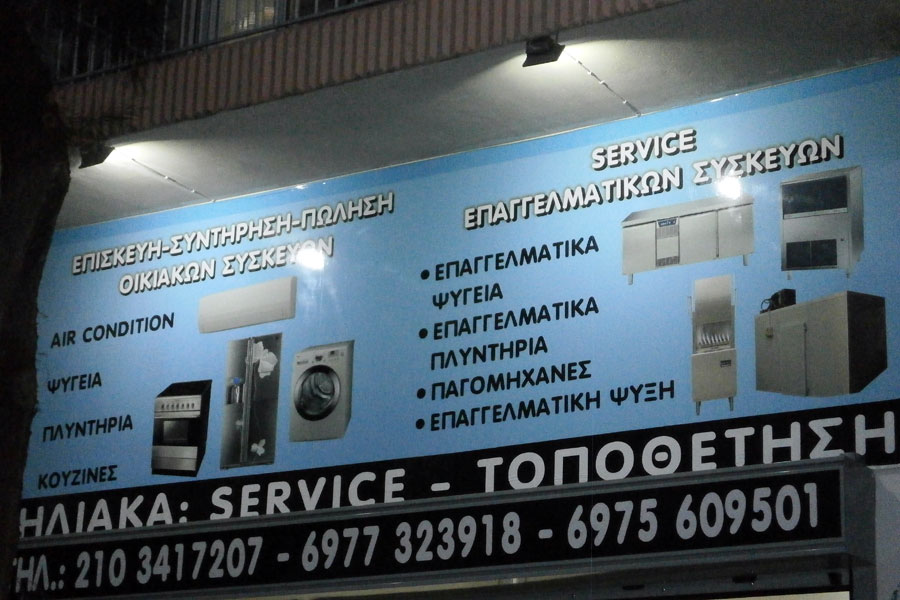 ΕΠΙΣΚΕΥΗ-ΣΥΝΤΗΡΗΣΗ-ΠΩΛΗΣΗ
ΟΙΚΙΑΚΩΝ ΣΥΣΚΕΥΩΝ
AIR CONDITION
ΨΥΓΕΙΑ
ΠΛΥΝΤΗΡΙΑ
ΚΟΥΖΙΝΕΣ
SERVICE
ΕΠΑΓΓΕΛΜΑΤΙΚΩΝ ΣΥΣΚΕΥΩΝ
• ΕΠΑΓΓΕΛΜΑΤΙΚΑ
ΨΥΓΕΙΑ
• ΕΠΑΓΓΕΛΜΑΤΙΚΑ
ΠΛΥΝΤΗΡΙΑ
• ΠΑΓΟΜΗΧΑΝΕΣ
• ΕΠΑΓΓΕΛΜΑΤΙΚΗ ΨΥΞΗ
ΗΛΙΑΚΑ: SERVICE - ΤΟΠΟΘΕΤΗΣΗ
ΤΗΛ.: 210 3417207 - 6977 323918 - 6975 609501